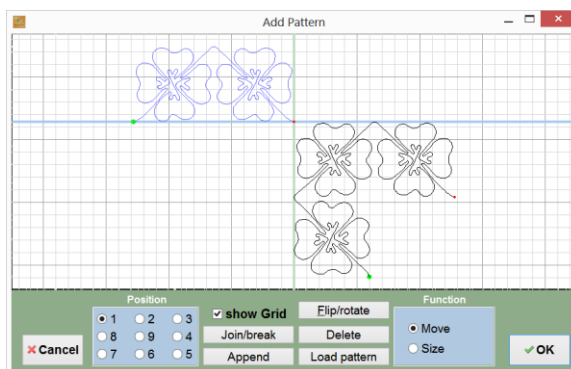 Add Pattern
Position
1 2 3
8 9 4
7 6 5
Cancel
show Grid
Join/break
Append
Flip/rotate
Delete
Load pattern
Function
Move
Size
OK